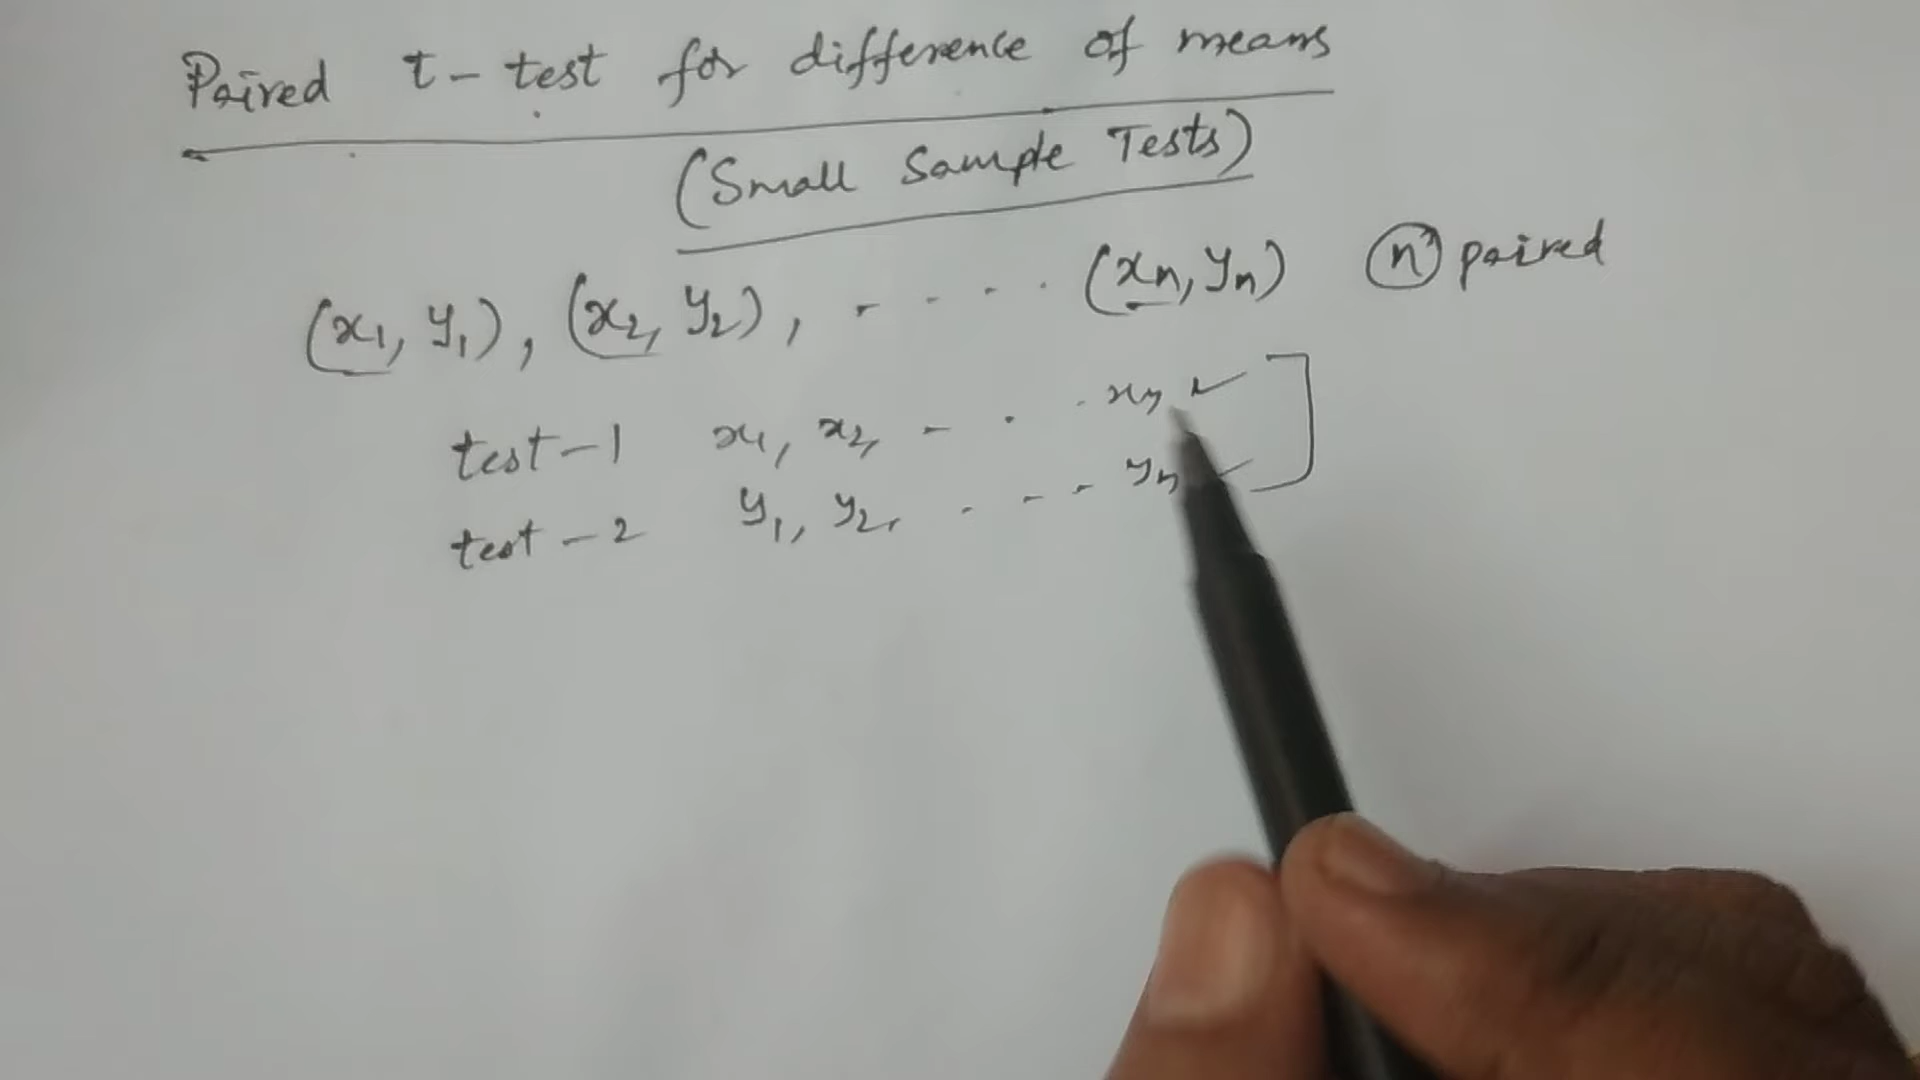 Paired t-test for difference of means
(Small Sample Tests)
(x1, y1), (x2, y2), - · · · · (xn, yn) n paired
test-1 x1, x2, - · · xn ✓
test-2 y1, y2, · - - yn ✓